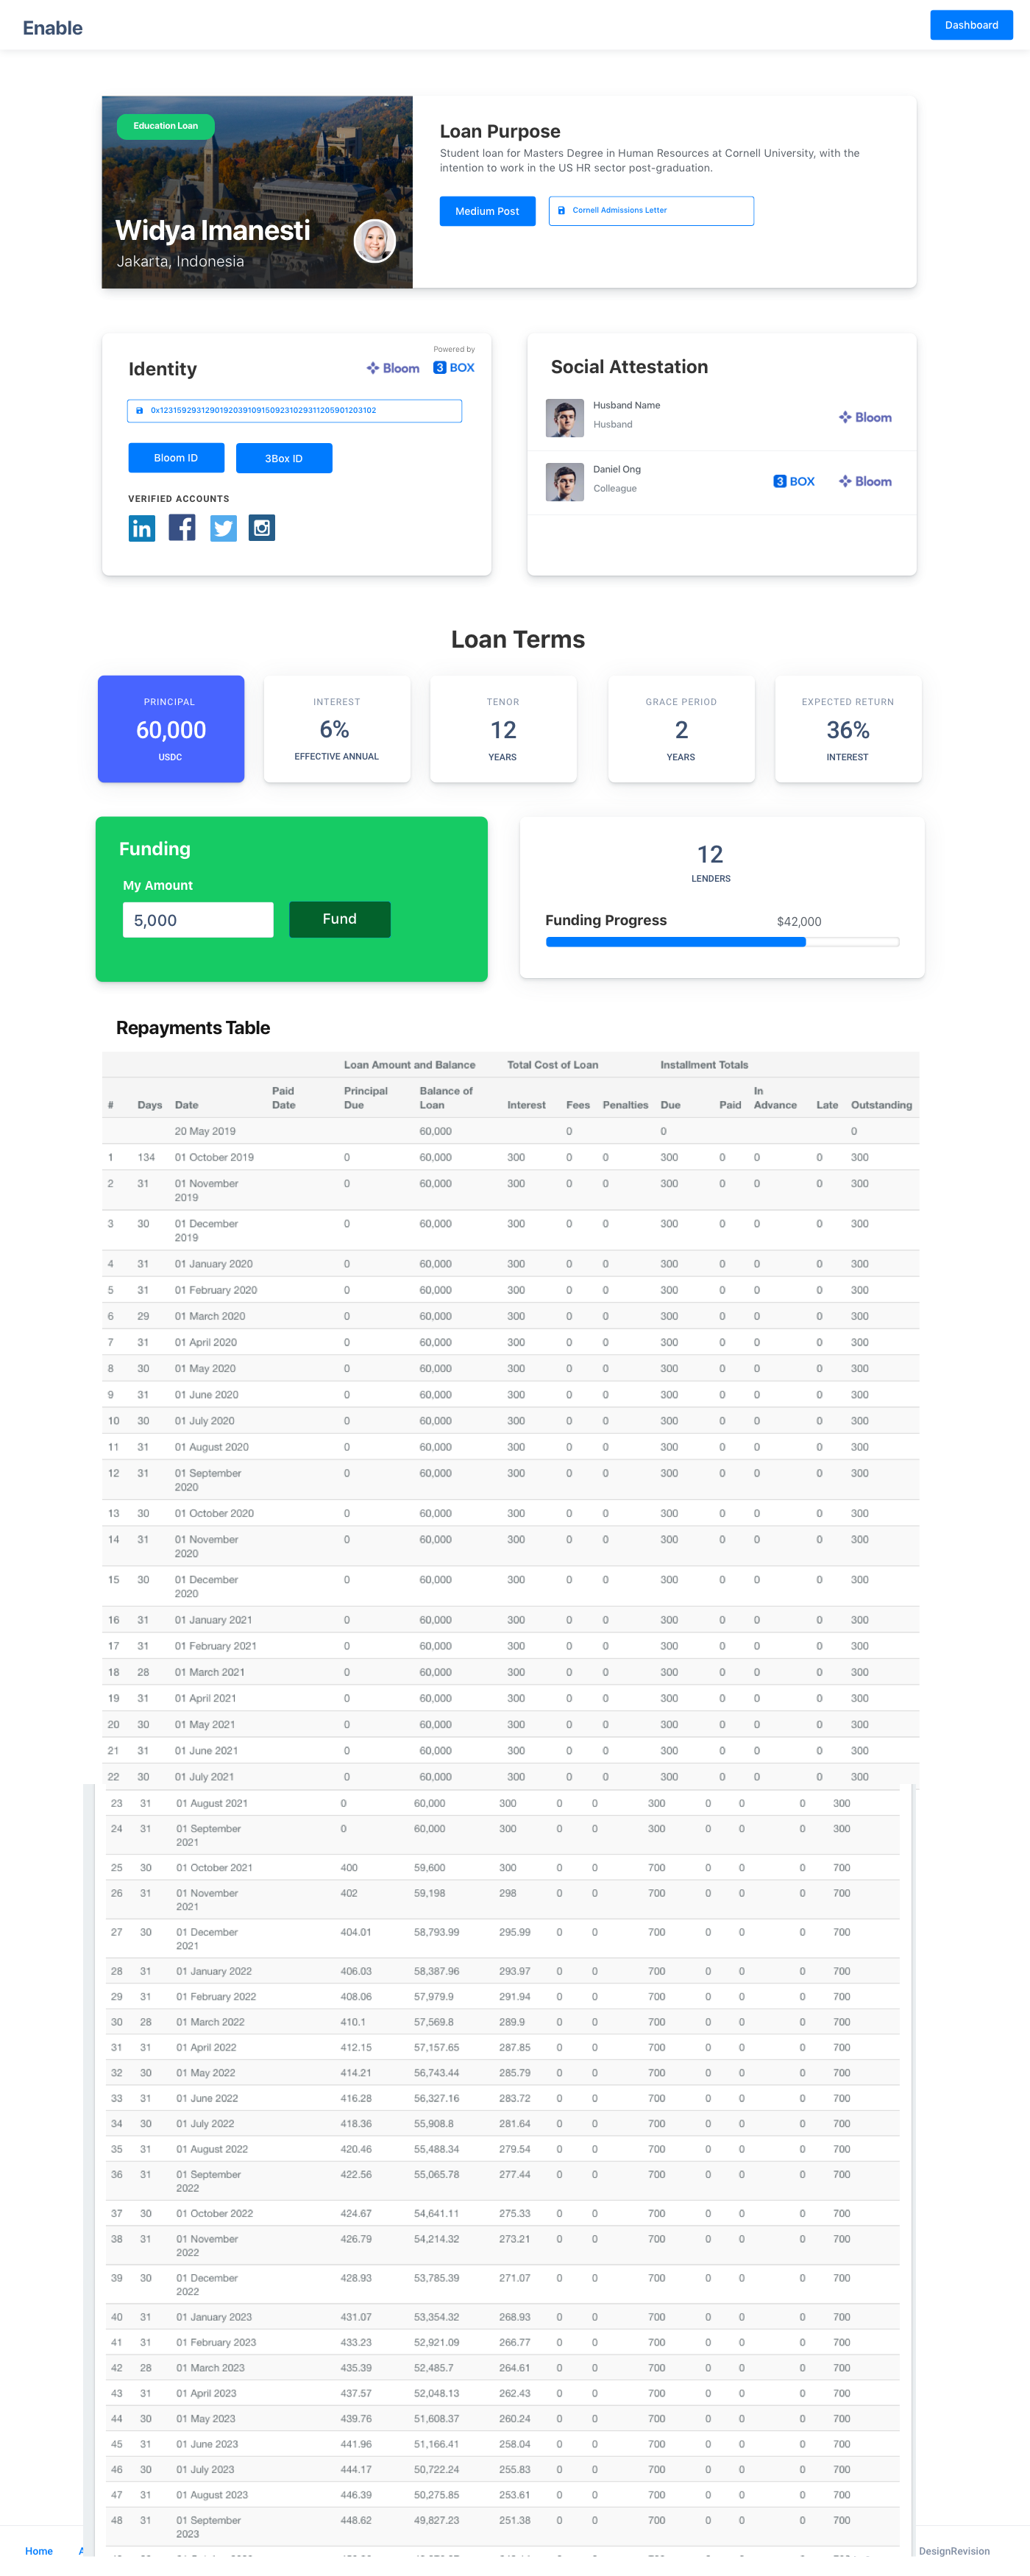 Enable
Dashboard
Education Loan
Widya Imanesti
Jakarta, Indonesia
Loan Purpose
Student loan for Masters Degree in Human Resources at Cornell University, with the
intention to work in the US HR sector post-graduation.
Medium Post
Cornell Admissions Letter
Identity
Powered by
Bloom
3 BOX
0x12315929312901920391091509231029311205901203102
Bloom ID
3Box ID
VERIFIED ACCOUNTS
Social Attestation
Husband Name
Husband
Bloom
Daniel Ong
Colleague
3 BOX
Bloom
Loan Terms
PRINCIPAL
60,000
USDC
INTEREST
6%
EFFECTIVE ANNUAL
TENOR
12
YEARS
GRACE PERIOD
2
YEARS
EXPECTED RETURN
36%
INTEREST
Funding
My Amount
5,000
Fund
12
LENDERS
Funding Progress
$42,000
Repayments Table
Loan Amount and Balance Total Cost of Loan Installment Totals
# Days Date Paid Date Principal Due Balance of Loan Interest Fees Penalties Due Paid In Advance Late Outstanding
20 May 2019 60,000 0 0 0
1 134 01 October 2019 0 60,000 300 0 0 300 0 0 0 300
2 31 01 November 2019 0 60,000 300 0 0 300 0 0 0 300
3 30 01 December 2019 0 60,000 300 0 0 300 0 0 0 300
4 31 01 January 2020 0 60,000 300 0 0 300 0 0 0 300
5 31 01 February 2020 0 60,000 300 0 0 300 0 0 0 300
6 29 01 March 2020 0 60,000 300 0 0 300 0 0 0 300
7 31 01 April 2020 0 60,000 300 0 0 300 0 0 0 300
8 30 01 May 2020 0 60,000 300 0 0 300 0 0 0 300
9 31 01 June 2020 0 60,000 300 0 0 300 0 0 0 300
10 30 01 July 2020 0 60,000 300 0 0 300 0 0 0 300
11 31 01 August 2020 0 60,000 300 0 0 300 0 0 0 300
12 31 01 September 2020 0 60,000 300 0 0 300 0 0 0 300
13 30 01 October 2020 0 60,000 300 0 0 300 0 0 0 300
14 31 01 November 2020 0 60,000 300 0 0 300 0 0 0 300
15 30 01 December 2020 0 60,000 300 0 0 300 0 0 0 300
16 31 01 January 2021 0 60,000 300 0 0 300 0 0 0 300
17 31 01 February 2021 0 60,000 300 0 0 300 0 0 0 300
18 28 01 March 2021 0 60,000 300 0 0 300 0 0 0 300
19 31 01 April 2021 0 60,000 300 0 0 300 0 0 0 300
20 30 01 May 2021 0 60,000 300 0 0 300 0 0 0 300
21 31 01 June 2021 0 60,000 300 0 0 300 0 0 0 300
22 30 01 July 2021 0 60,000 300 0 0 300 0 0 0 300
23 31 01 August 2021 0 60,000 300 0 0 300 0 0 0 300
24 31 01 September 2021 0 60,000 300 0 0 300 0 0 0 300
25 30 01 October 2021 400 59,600 300 0 0 700 0 0 0 700
26 31 01 November 2021 402 59,198 298 0 0 700 0 0 0 700
27 30 01 December 2021 404.01 58,793.99 295.99 0 0 700 0 0 0 700
28 31 01 January 2022 406.03 58,387.96 293.97 0 0 700 0 0 0 700
29 31 01 February 2022 408.06 57,979.9 291.94 0 0 700 0 0 0 700
30 28 01 March 2022 410.1 57,569.8 289.9 0 0 700 0 0 0 700
31 31 01 April 2022 412.15 57,157.65 287.85 0 0 700 0 0 0 700
32 30 01 May 2022 414.21 56,743.44 285.79 0 0 700 0 0 0 700
33 31 01 June 2022 416.28 56,327.16 283.72 0 0 700 0 0 0 700
34 30 01 July 2022 418.36 55,908.8 281.64 0 0 700 0 0 0 700
35 31 01 August 2022 420.46 55,488.34 279.54 0 0 700 0 0 0 700
36 31 01 September 2022 422.56 55,065.78 277.44 0 0 700 0 0 0 700
37 30 01 October 2022 424.67 54,641.11 275.33 0 0 700 0 0 0 700
38 31 01 November 2022 426.79 54,214.32 273.21 0 0 700 0 0 0 700
39 30 01 December 2022 428.93 53,785.39 271.07 0 0 700 0 0 0 700
40 31 01 January 2023 431.07 53,354.32 268.93 0 0 700 0 0 0 700
41 31 01 February 2023 433.23 52,921.09 266.77 0 0 700 0 0 0 700
42 28 01 March 2023 435.39 52,485.7 264.61 0 0 700 0 0 0 700
43 31 01 April 2023 437.57 52,048.13 262.43 0 0 700 0 0 0 700
44 30 01 May 2023 439.76 51,608.37 260.24 0 0 700 0 0 0 700
45 31 01 June 2023 441.96 51,166.41 258.04 0 0 700 0 0 0 700
46 30 01 July 2023 444.17 50,722.24 255.83 0 0 700 0 0 0 700
47 31 01 August 2023 446.39 50,275.85 253.61 0 0 700 0 0 0 700
48 31 01 September 2023 448.62 49,827.23 251.38 0 0 700 0 0 0 700
Home
DesignRevision